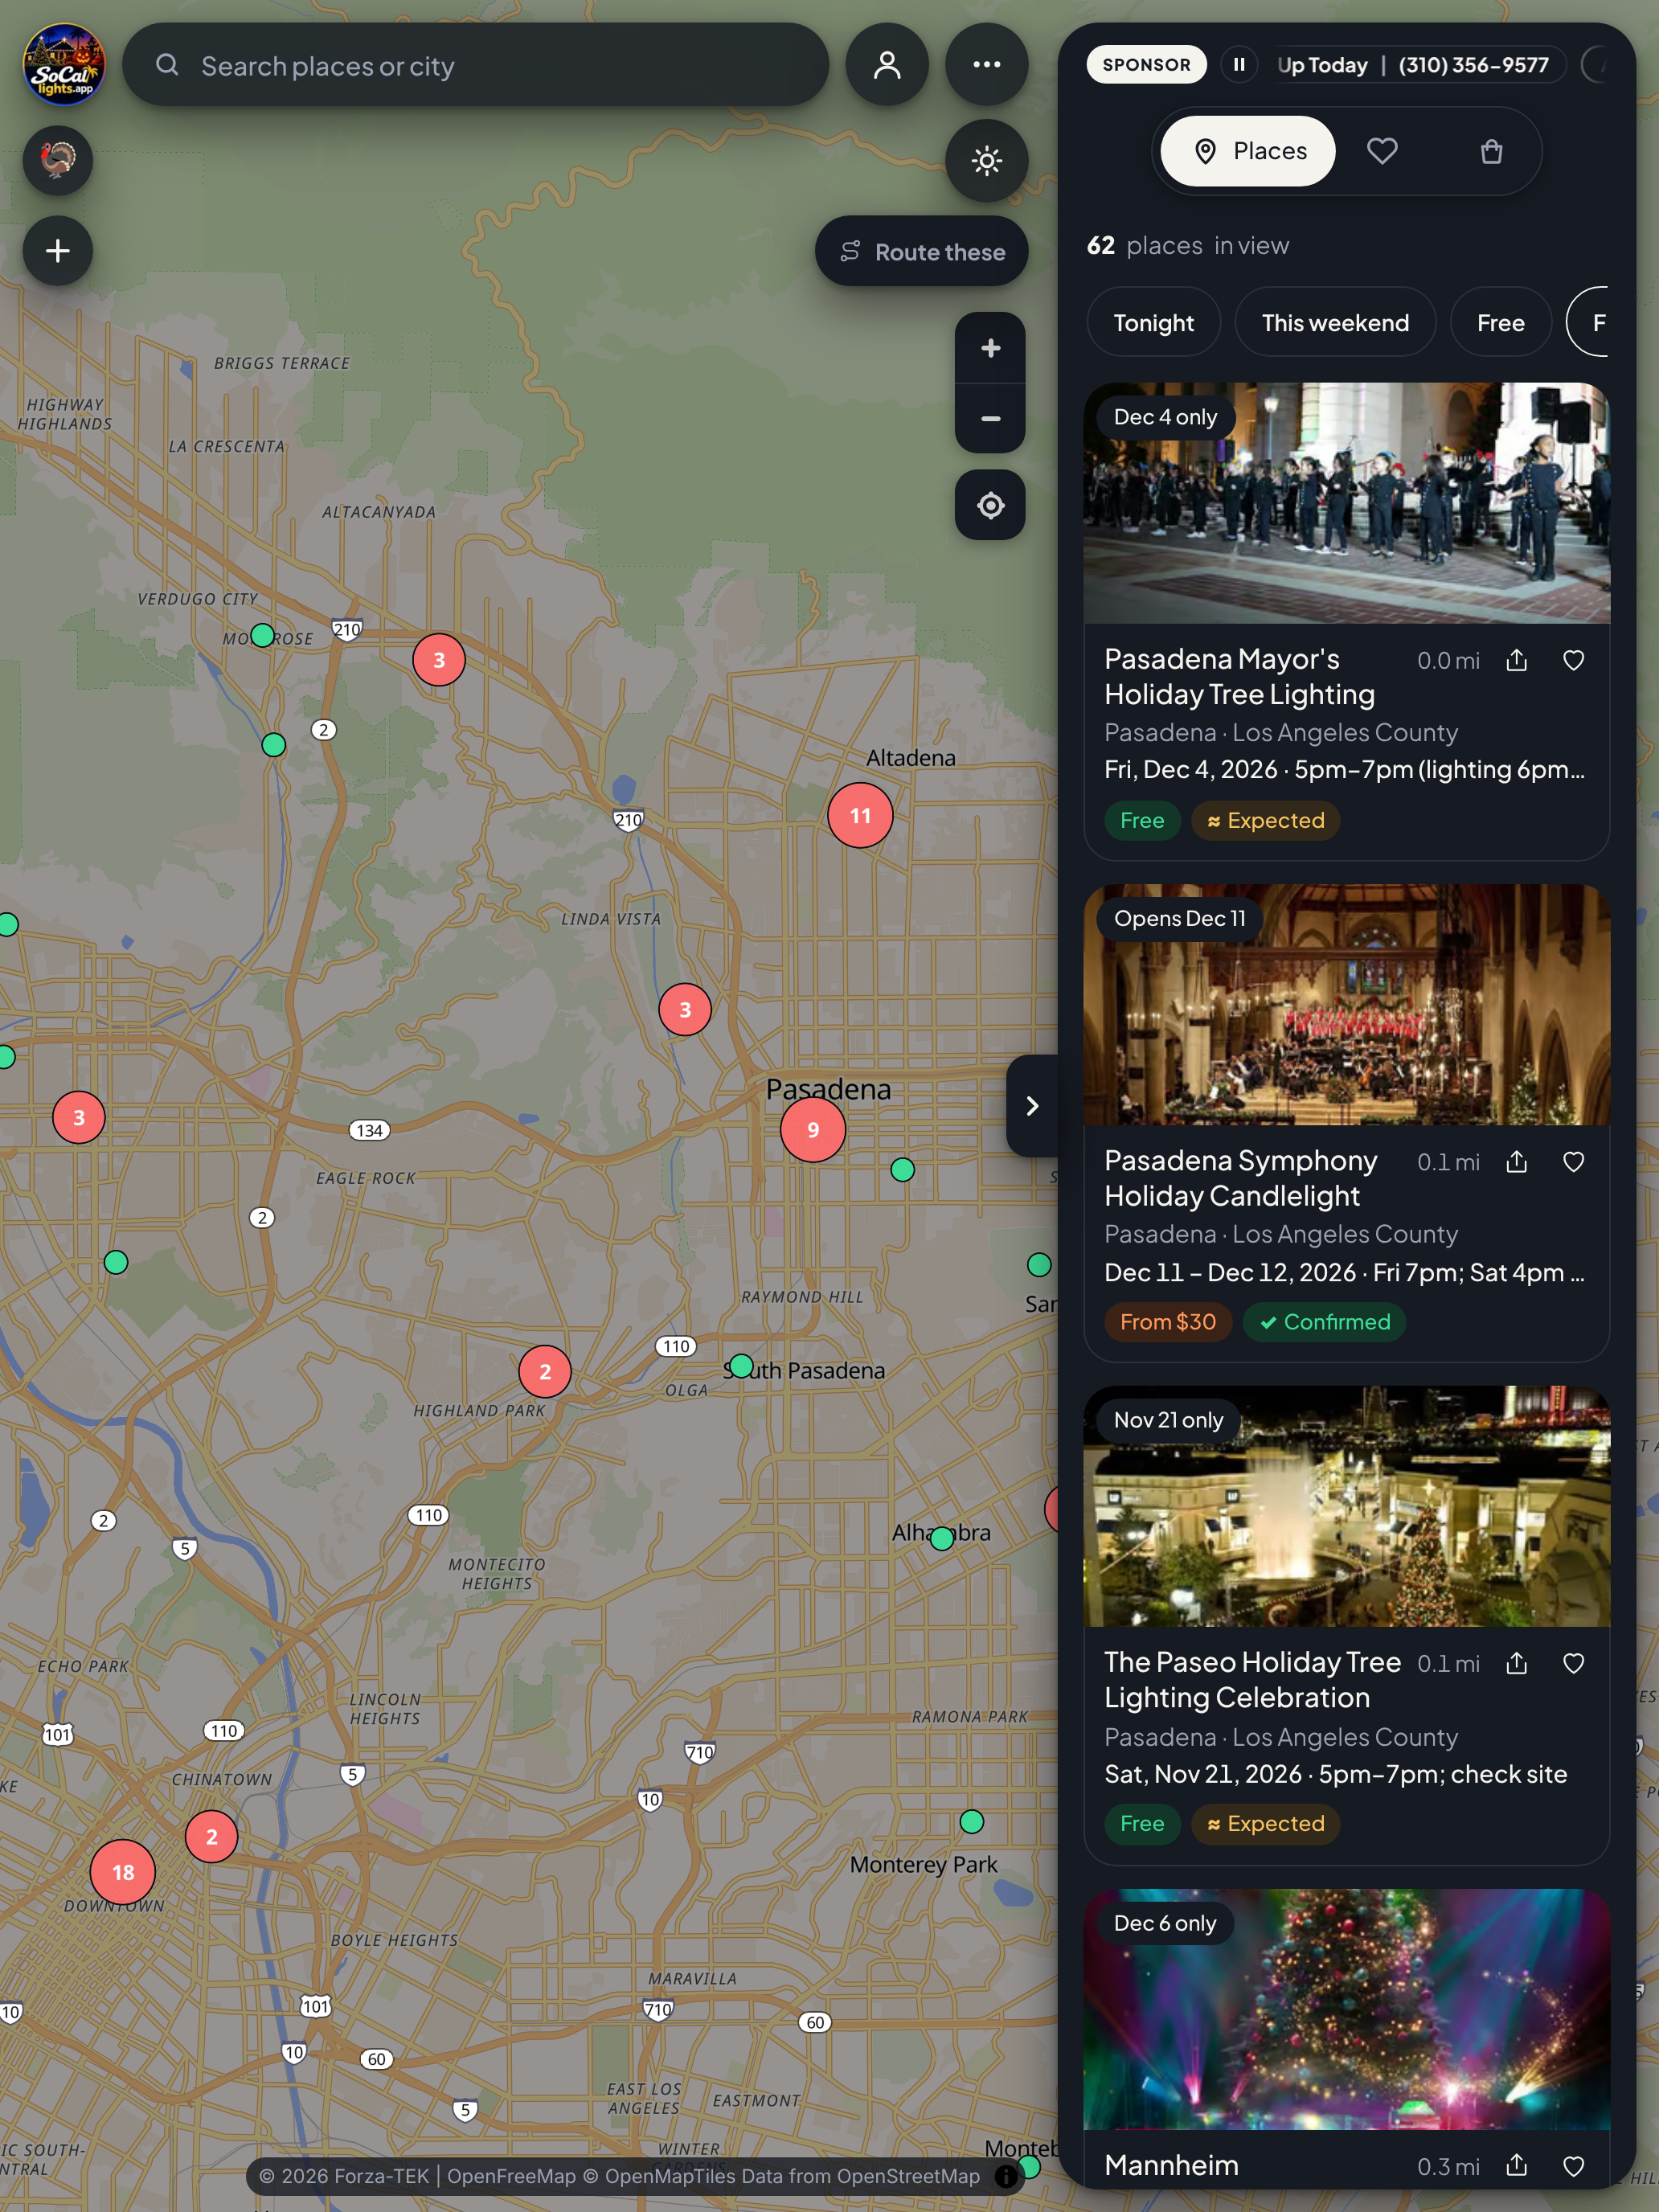 SoCal
lights.app
Search places or city
Route these
SPONSOR
Up Today | (310) 356-9577
Places
62 places in view
Tonight
This weekend
Free
F
Dec 4 only
Pasadena Mayor's
Holiday Tree Lighting
0.0 mi
Pasadena · Los Angeles County
Fri, Dec 4, 2026 · 5pm–7pm (lighting 6pm...
Free
≈ Expected
Opens Dec 11
Pasadena Symphony
Holiday Candlelight
0.1 mi
Pasadena · Los Angeles County
Dec 11 – Dec 12, 2026 · Fri 7pm; Sat 4pm ...
From $30
✓ Confirmed
Nov 21 only
The Paseo Holiday Tree
Lighting Celebration
0.1 mi
Pasadena · Los Angeles County
Sat, Nov 21, 2026 · 5pm–7pm; check site
Free
≈ Expected
Dec 6 only
Mannheim
0.3 mi
BRIGGS TERRACE
HIGHWAY
HIGHLANDS
LA CRESCENTA
ALTACANYADA
VERDUGO CITY
210
3
2
Altadena
11
210
LINDA VISTA
3
Pasadena
9
3
134
EAGLE ROCK
2
RAYMOND HILL
San
110
South Pasadena
2
OLGA
HIGHLAND PARK
2
110
5
Alhambra
MONTECITO
HEIGHTS
ECHO PARK
LINCOLN
HEIGHTS
RAMONA PARK
101
110
710
5
CHINATOWN
10
2
18
DOWNTOWN
Monterey Park
BOYLE HEIGHTS
MARAVILLA
10
101
710
60
10
60
EAST LOS
ANGELES
EASTMONT
5
IC SOUTH-
NTRAL
WINTER
Monteb
© 2026 Forza-TEK | OpenFreeMap © OpenMapTiles Data from OpenStreetMap